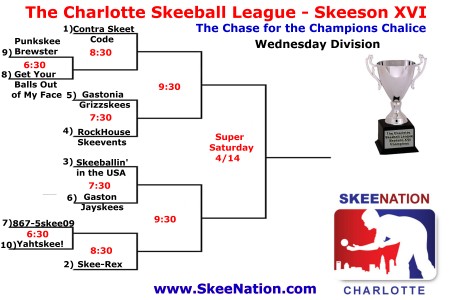 The Charlotte Skeeball League - Skeeson XVI
The Chase for the Champions Chalice
Wednesday Division
1) Contra Skeet
Code
8:30
Punkskee
9) Brewster
6:30
8) Get Your
Balls Out
of My Face
9:30
5) Gastonia
Grizzskees
7:30
4) RockHouse
Skeevents
Super
Saturday
4/14
3) Skeeballin'
in the USA
7:30
6) Gaston
Jayskees
9:30
7) 867-5skee09
6:30
10) Yahtskee!
8:30
2) Skee-Rex
SKEENATION
CHARLOTTE
www.SkeeNation.com